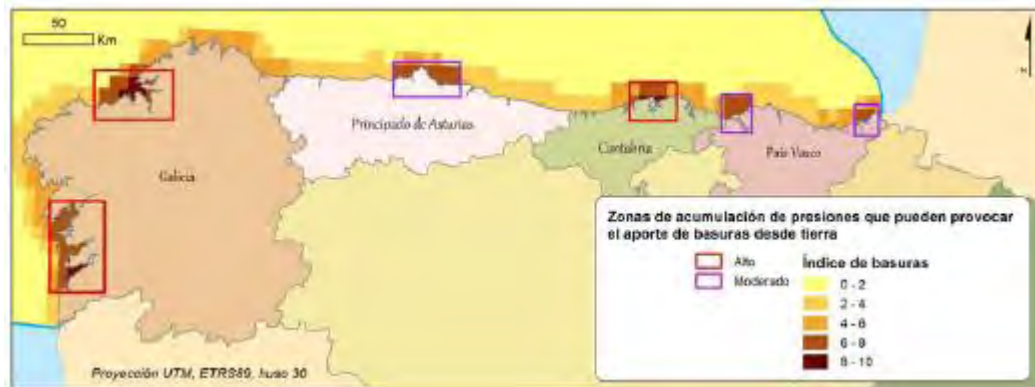 50
Km
N
Principado de Asturias
Cantabria
País Vasco
Galicia
Zonas de acumulación de presiones que pueden provocar
el aporte de basuras desde tierra
Alto
Moderado
Índice de basuras
0 - 2
2 - 4
4 - 6
6 - 8
8 - 10
Proyección UTM, ETRS89, huso 30